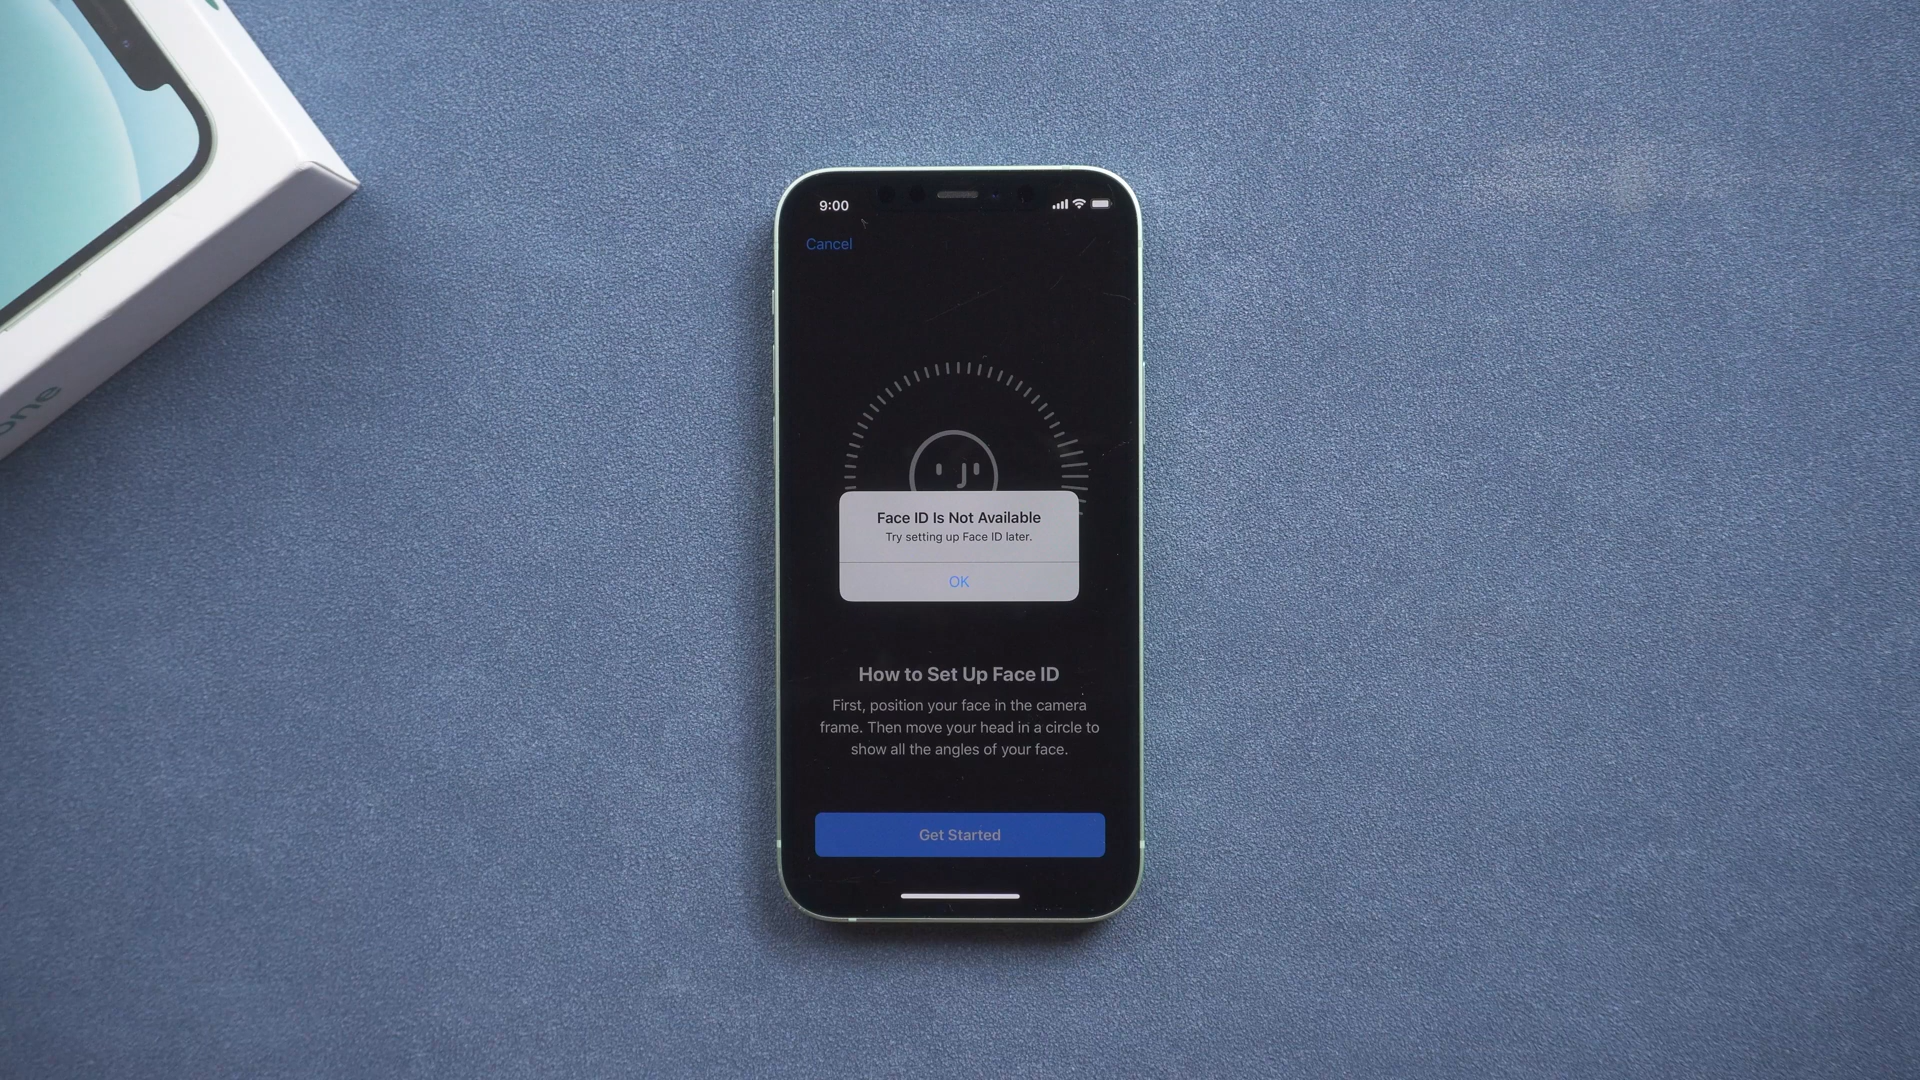 9:00
Cancel
Face ID Is Not Available
Try setting up Face ID later.
OK
How to Set Up Face ID
First, position your face in the camera
frame. Then move your head in a circle to
show all the angles of your face.
Get Started
one